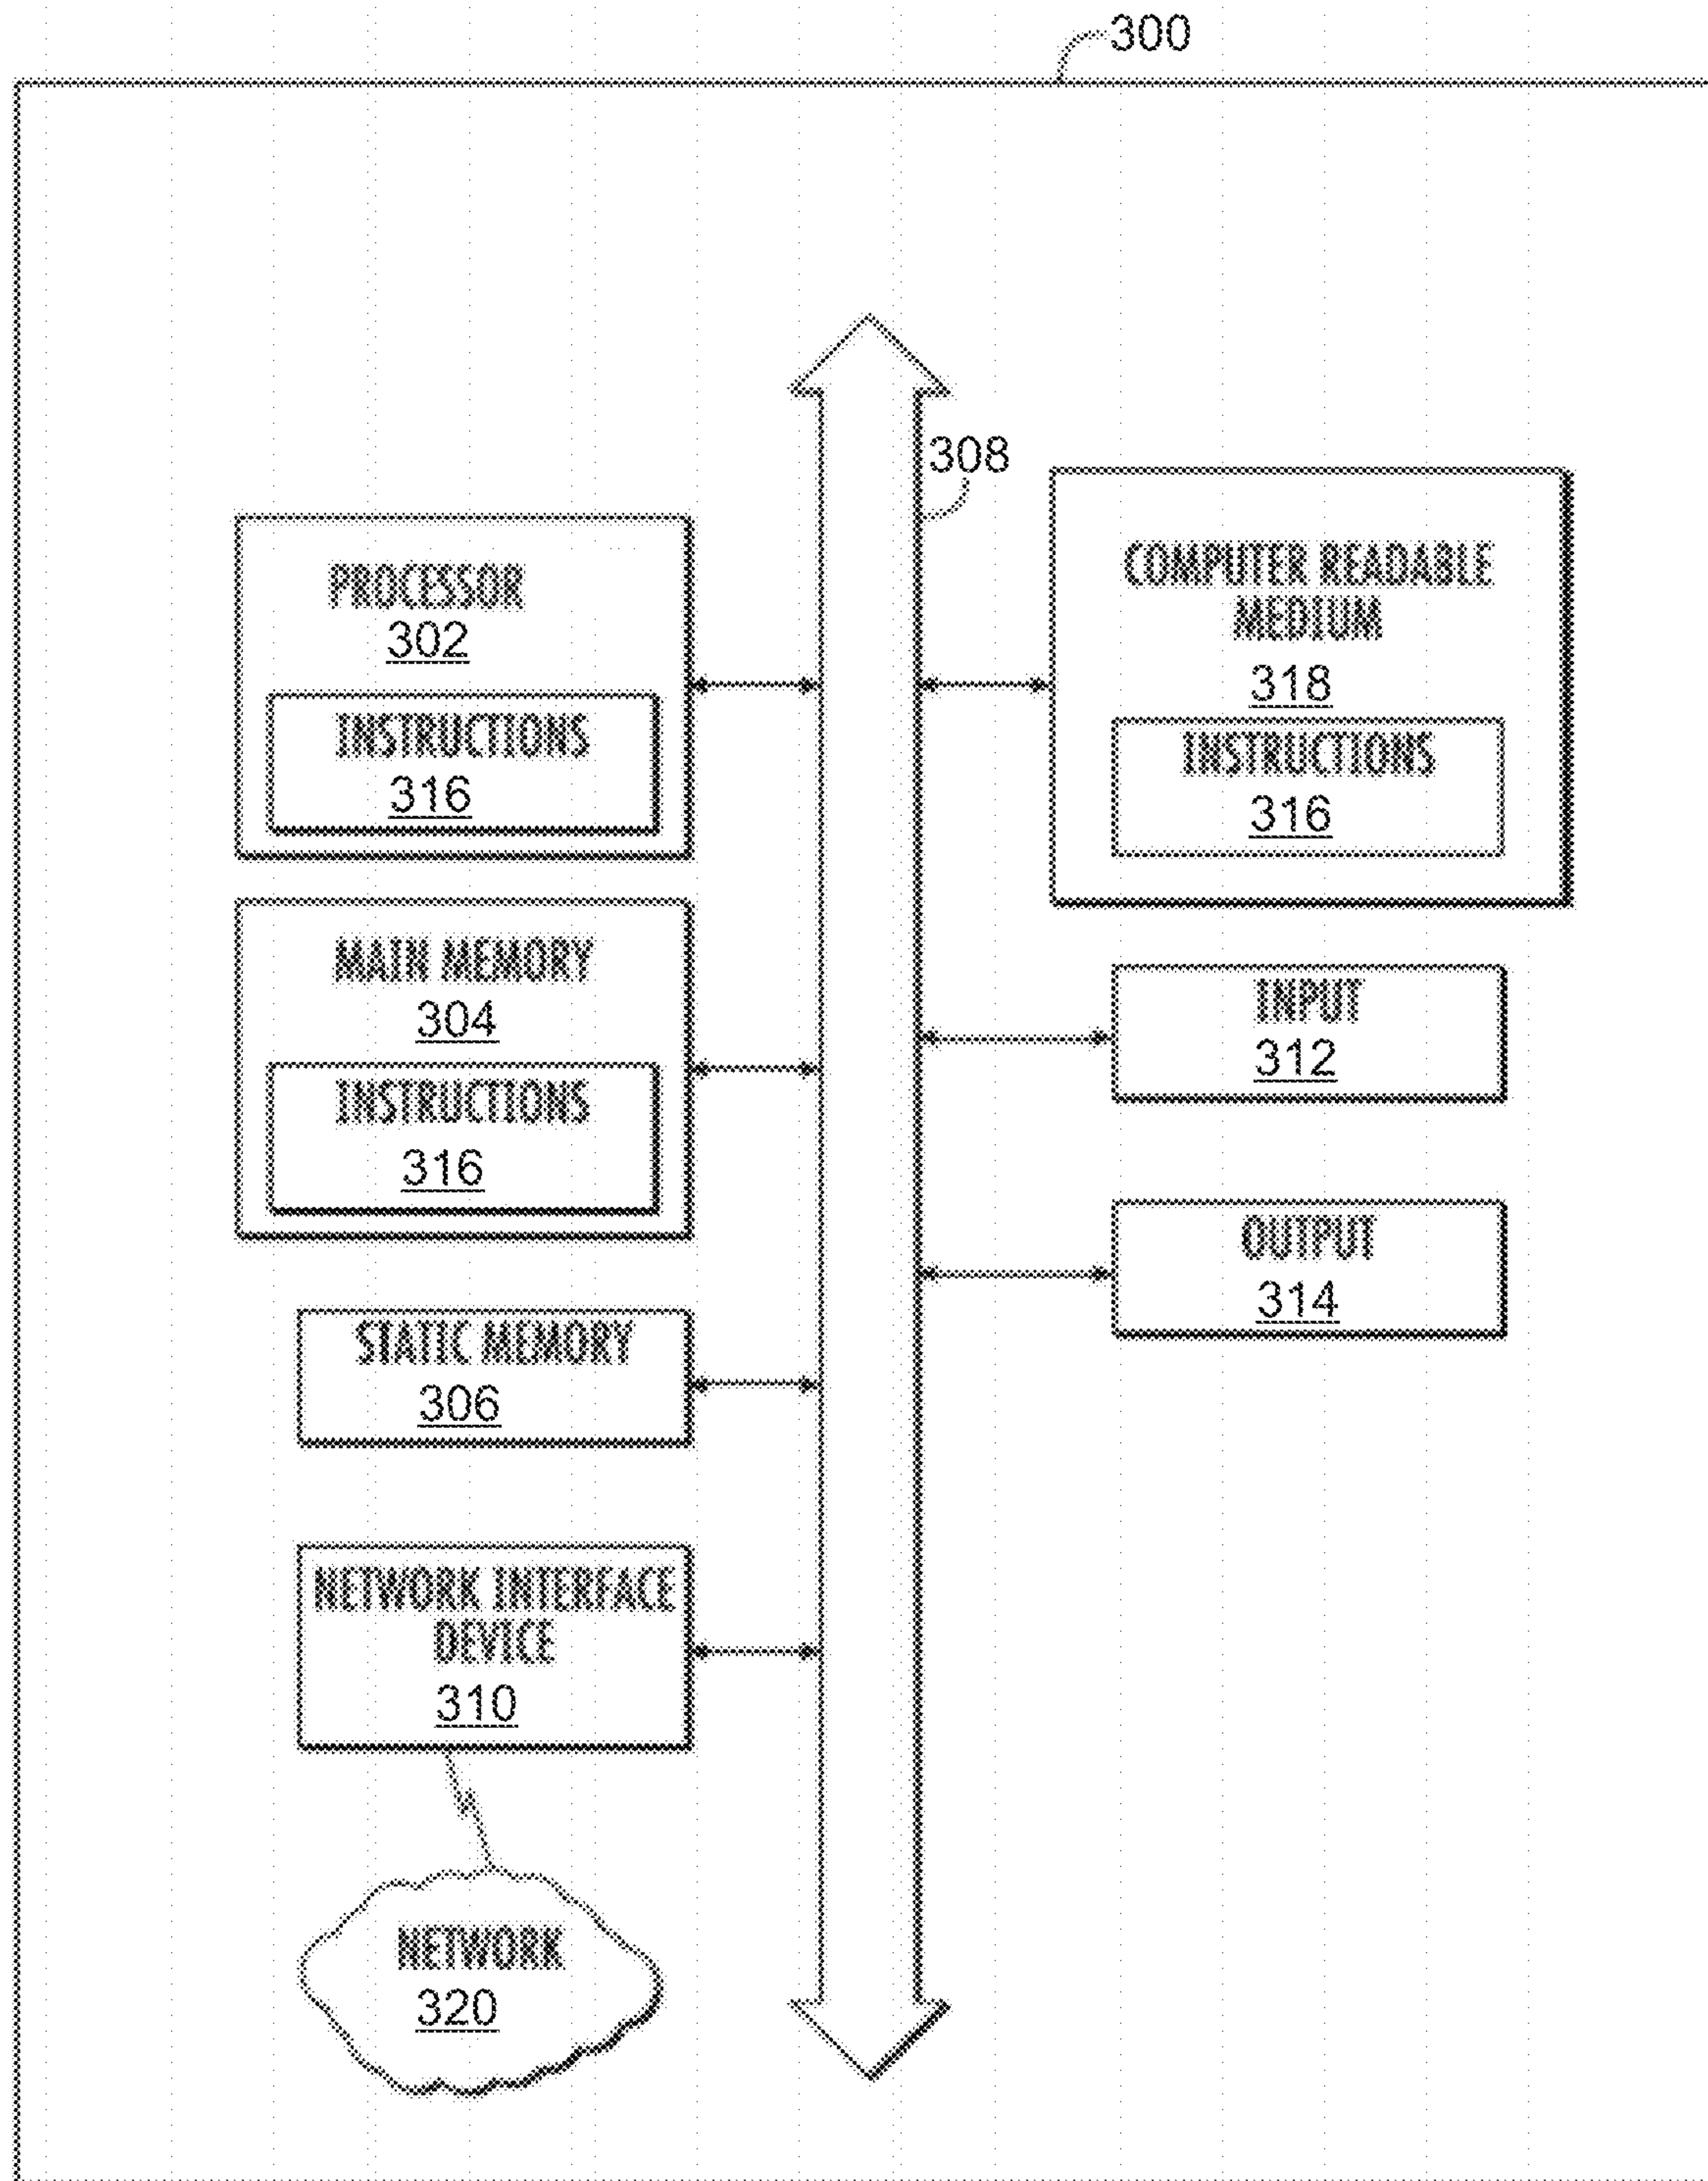 300
308
PROCESSOR
302
INSTRUCTIONS
316
MAIN MEMORY
304
INSTRUCTIONS
316
STATIC MEMORY
306
NETWORK INTERFACE
DEVICE
310
NETWORK
320
COMPUTER READABLE
MEDIUM
318
INSTRUCTIONS
316
INPUT
312
OUTPUT
314